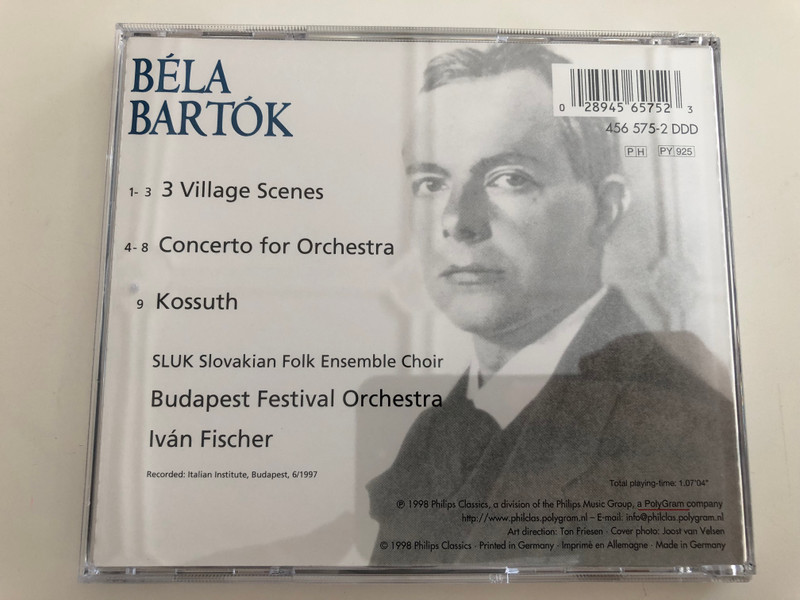 BÉLA
BARTÓK
0 28945 65752 3
456 575-2 DDD
PH PY 925
1- 3 3 Village Scenes
4- 8 Concerto for Orchestra
9 Kossuth
SLUK Slovakian Folk Ensemble Choir
Budapest Festival Orchestra
Iván Fischer
Recorded: Italian Institute, Budapest, 6/1997
Total playing-time: 1.07'04"
℗ 1998 Philips Classics, a division of the Philips Music Group, a PolyGram company
http://www.philclas.polygram.nl – E-mail: info@philclas.polygram.nl
Art direction: Ton Friesen · Cover photo: Joost van Velsen
© 1998 Philips Classics · Printed in Germany · Imprimé en Allemagne · Made in Germany